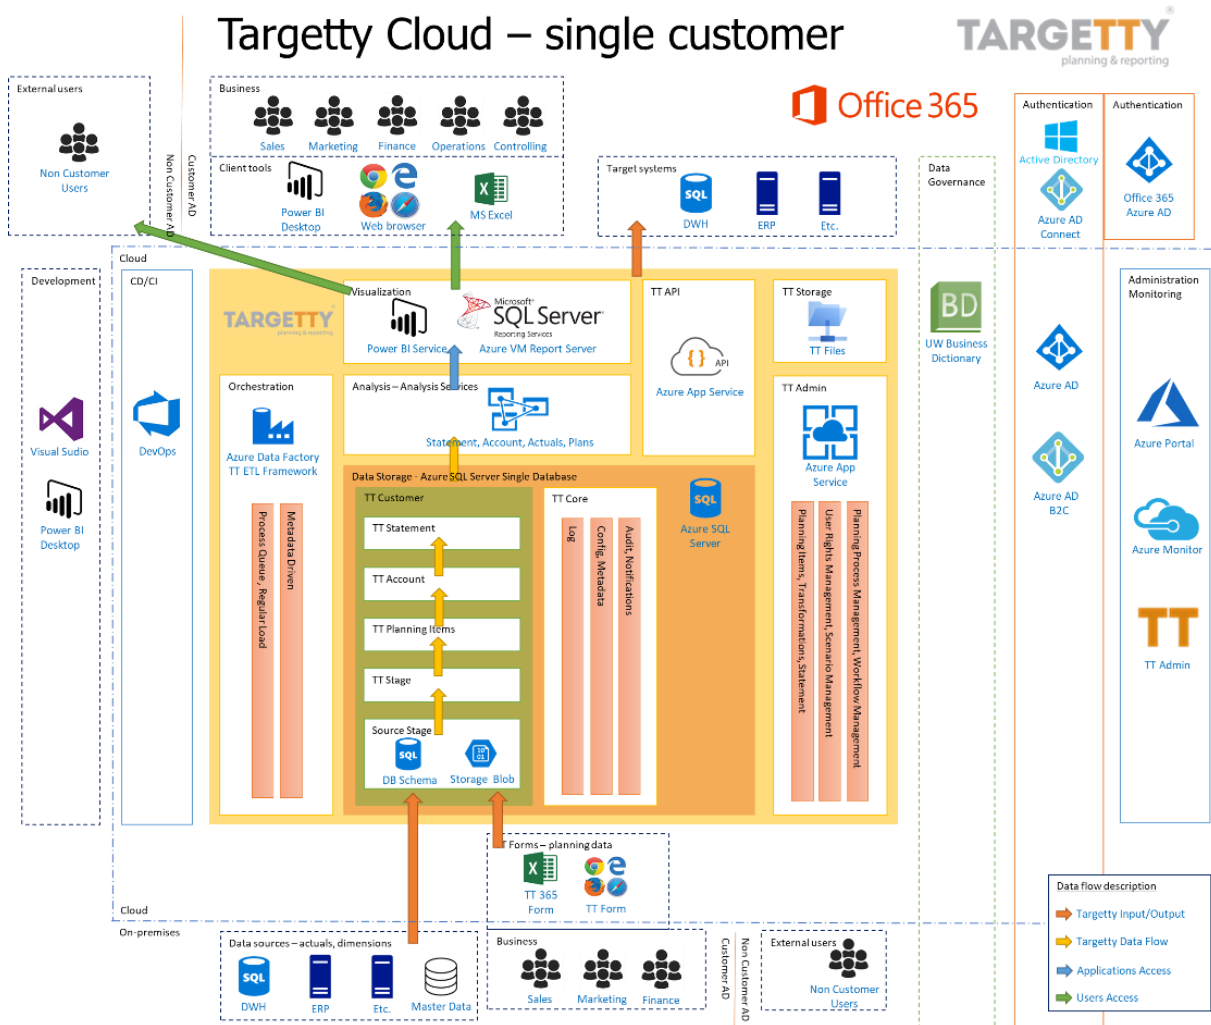 Targetty Cloud – single customer
TARGETTY
®
planning & reporting
External users
Non Customer
Users
Non Customer AD
Customer AD
Business
Sales
Marketing
Finance
Operations
Controlling
Client tools
Power BI
Desktop
Web browser
MS Excel
Office 365
Target systems
SQL
DWH
ERP
Etc.
Data
Governance
Authentication
Active Directory
Azure AD
Connect
Authentication
Office 365
Azure AD
Cloud
Development
Visual Sudio
Power BI
Desktop
CD/CI
DevOps
TARGETTY
planning & reporting
Visualization
Power BI Service
Microsoft®
SQL Server®
Reporting Services
Azure VM Report Server
TT API
API
Azure App Service
TT Storage
TT Files
BD
UW Business
Dictionary
Azure AD
Azure AD
B2C
Administration
Monitoring
Azure Portal
Azure Monitor
TT
TT Admin
Orchestration
Azure Data Factory
TT ETL Framework
Process Queue , Regular Load
Metadata Driven
Analysis – Analysis Services
Statement, Account, Actuals, Plans
Data Storage - Azure SQL Server Single Database
TT Customer
TT Statement
TT Account
TT Planning Items
TT Stage
Source Stage
SQL
DB Schema
10
01
Storage Blob
TT Core
Log
Config, Metadata
Audit, Notifications
SQL
Azure SQL
Server
TT Admin
Azure App
Service
Planning Items, Transformations, Statement
User Rights Management, Scenario Management
Planning Process Management, Workflow Management
T Forms – planning data
TT 365
Form
TT Form
Cloud
On-premises
Data sources – actuals, dimensions
SQL
DWH
ERP
Etc.
Master Data
Business
Sales
Marketing
Finance
Customer AD
Non Customer AD
External users
Non Customer
Users
Data flow description
Targetty Input/Output
Targetty Data Flow
Applications Access
Users Access